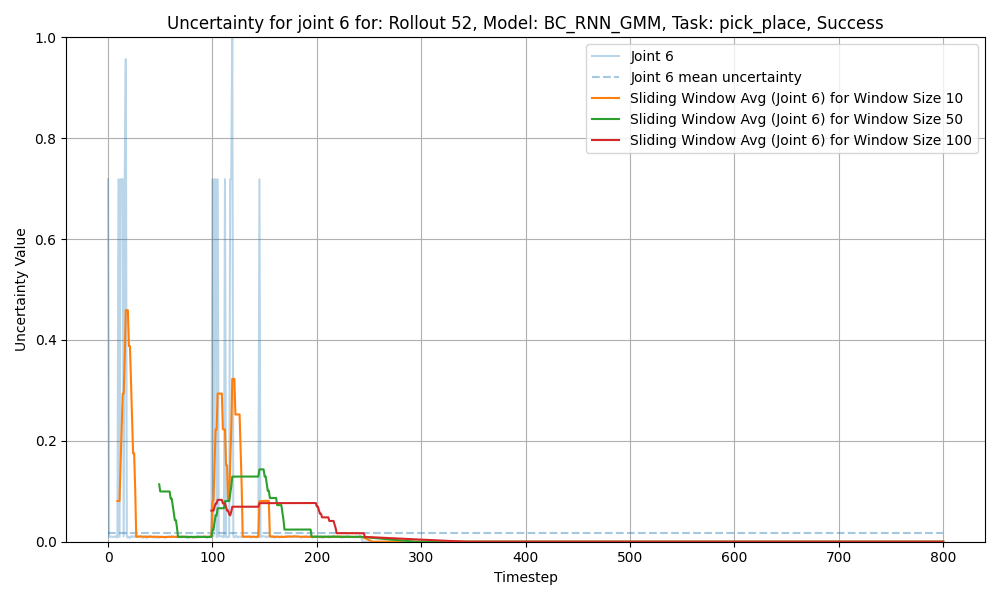 Uncertainty for joint 6 for: Rollout 52, Model: BC_RNN_GMM, Task: pick_place, Success
Joint 6
Joint 6 mean uncertainty
Sliding Window Avg (Joint 6) for Window Size 10
Sliding Window Avg (Joint 6) for Window Size 50
Sliding Window Avg (Joint 6) for Window Size 100
Uncertainty Value
1.0
0.8
0.6
0.4
0.2
0.0
0 100 200 300 400 500 600 700 800
Timestep